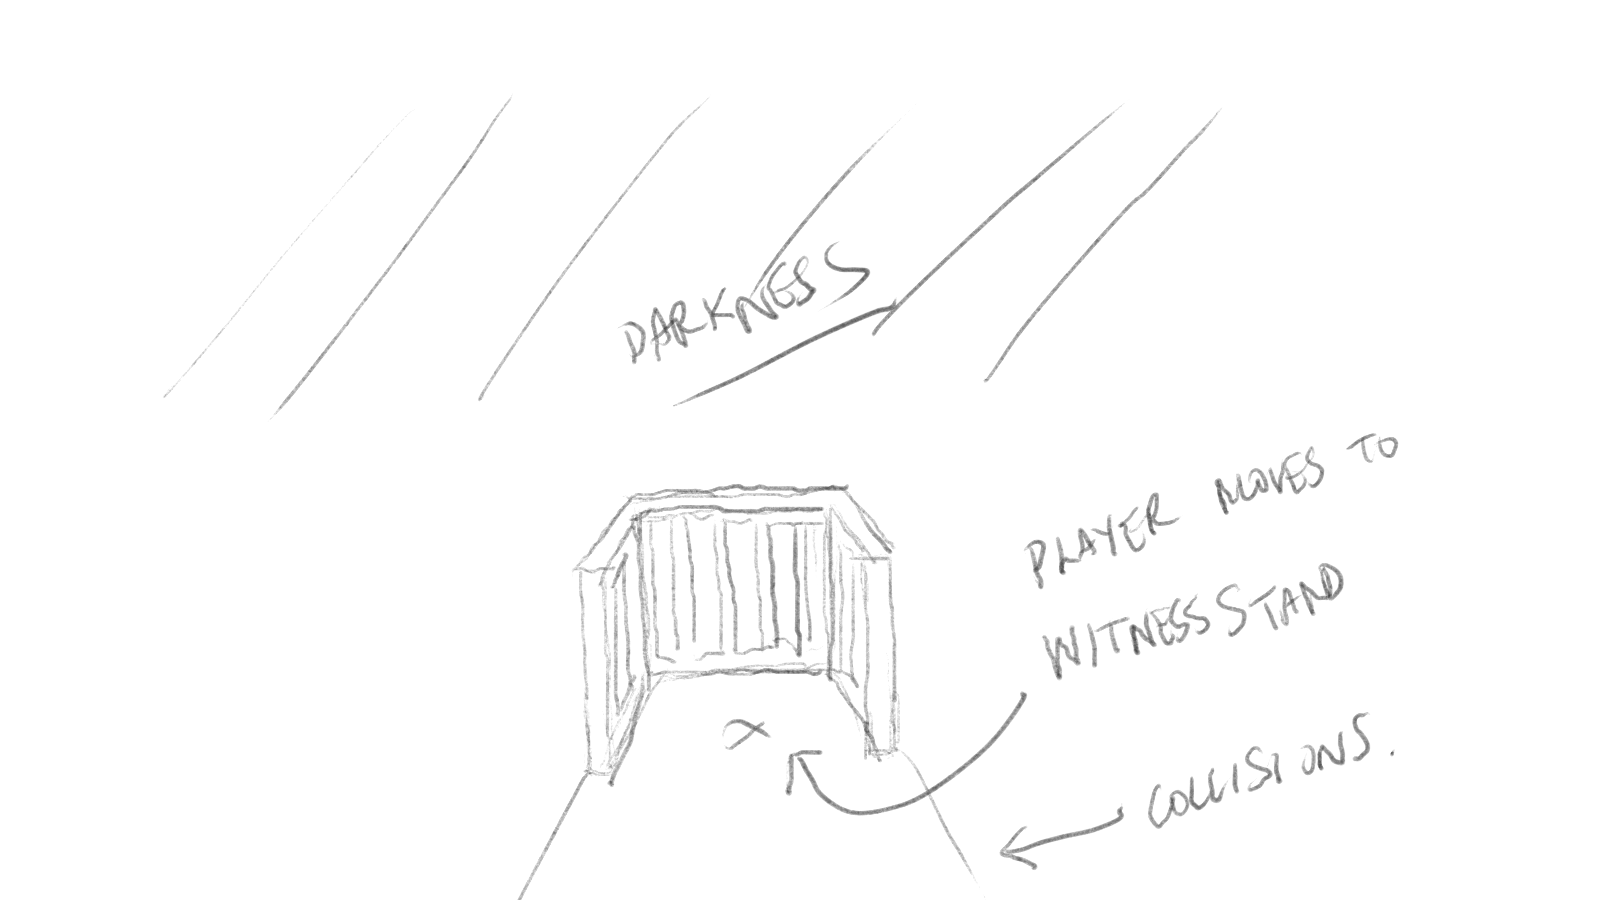 DARKNESS
PLAYER MOVES TO
WITNESS STAND
X
COLLISIONS.